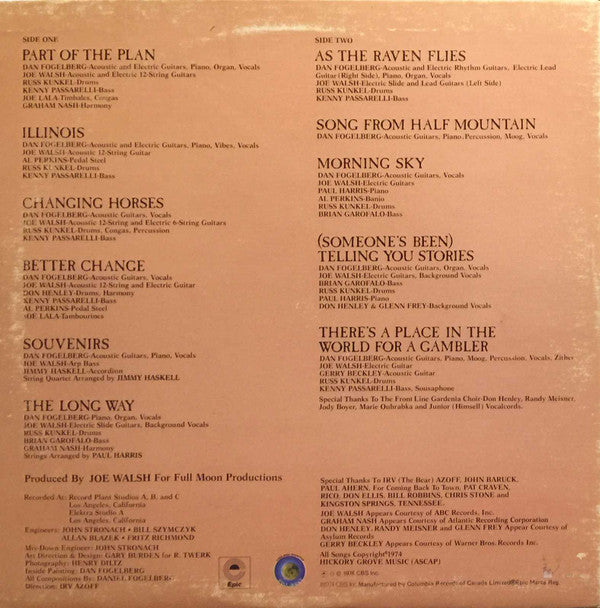 SIDE ONE
PART OF THE PLAN
DAN FOGELBERG-Acoustic and Electric Guitars, Piano, Organ, Vocals
JOE WALSH-Acoustic and Electric 12-String Guitars
RUSS KUNKEL-Drums
KENNY PASSARELLI-Bass
JOE LALA-Timbales, Congas
GRAHAM NASH-Harmony
ILLINOIS
DAN FOGELBERG-Acoustic and Electric Guitars, Piano, Vibes, Vocals
JOE WALSH-Acoustic 12-String Guitar
AL PERKINS-Pedal Steel
RUSS KUNKEL-Drums
KENNY PASSARELLI-Bass
CHANGING HORSES
DAN FOGELBERG-Acoustic Guitars, Vocals
JOE WALSH-Acoustic 12-String and Electric 6-String Guitars
RUSS KUNKEL-Drums, Congas, Percussion
KENNY PASSARELLI-Bass
BETTER CHANGE
DAN FOGELBERG-Acoustic Guitars, Vocals
JOE WALSH-Acoustic 12-String and Electric Guitar
DON HENLEY-Drums, Harmony
KENNY PASSARELLI-Bass
AL PERKINS-Pedal Steel
JOE LALA-Tambourines
SOUVENIRS
DAN FOGELBERG-Acoustic Guitars, Piano, Vocals
JOE WALSH-Arp Bass
JIMMY HASKELL-Accordion
String Quartet Arranged by JIMMY HASKELL
THE LONG WAY
DAN FOGELBERG-Piano, Organ, Vocals
JOE WALSH-Electric Slide Guitars, Background Vocals
RUSS KUNKEL-Drums
BRIAN GAROFALO-Bass
GRAHAM NASH-Harmony
Strings Arranged by PAUL HARRIS
Produced By JOE WALSH For Full Moon Productions
Recorded At: Record Plant Studios A, B, and C
Los Angeles, California
Elektra Studio A
Los Angeles, California
Engineers: JOHN STRONACH • BILL SZYMCZYK
ALLAN BLAZEK • FRITZ RICHMOND
Mix-Down Engineer: JOHN STRONACH
Art Direction & Design: GARY BURDEN for R. TWERK
Photography: HENRY DILTZ
Inside Painting: DAN FOGELBERG
All Compositions By: DANIEL FOGELBERG
Direction: IRV AZOFF
Epic
SIDE TWO
AS THE RAVEN FLIES
DAN FOGELBERG-Acoustic and Electric Rhythm Guitars, Electric Lead
Guitar (Right Side), Piano, Organ, Vocals
JOE WALSH-Electric Slide and Lead Guitars (Left Side)
RUSS KUNKEL-Drums
KENNY PASSARELLI-Bass
SONG FROM HALF MOUNTAIN
DAN FOGELBERG-Acoustic Guitars, Piano, Percussion, Moog, Vocals
MORNING SKY
DAN FOGELBERG-Acoustic Guitars, Vocals
JOE WALSH-Electric Guitars
PAUL HARRIS-Piano
AL PERKINS-Banjo
RUSS KUNKEL-Drums
BRIAN GAROFALO-Bass
(SOMEONE'S BEEN)
TELLING YOU STORIES
DAN FOGELBERG-Acoustic Guitars, Organ, Vocals
JOE WALSH-Electric Guitars, Background Vocals
BRIAN GAROFALO-Bass
RUSS KUNKEL-Drums
PAUL HARRIS-Piano
DON HENLEY & GLENN FREY-Background Vocals
THERE'S A PLACE IN THE
WORLD FOR A GAMBLER
DAN FOGELBERG-Acoustic Guitars, Piano, Moog, Percussion, Vocals, Zither
JOE WALSH-Electric Guitar
GERRY BECKLEY-Acoustic Guitar
RUSS KUNKEL-Drums
KENNY PASSARELLI-Bass, Sousaphone
Special Thanks To The Front Line Gardenia Choir-Don Henley, Randy Meisner,
Jody Boyer, Marie Ouhrabka and Junior (Himself) Vocalcords.
Special Thanks To IRV (The Bear) AZOFF, JOHN BARUCK,
PAUL AHERN, For Coming Back To Town, PAT CRAVEN,
RICO, DON ELLIS, BILL ROBBINS, CHRIS STONE and
KINGSTON SPRINGS, TENNESSEE.
JOE WALSH Appears Courtesy of ABC Records, Inc.
GRAHAM NASH Appears Courtesy of Atlantic Recording Corporation
DON HENLEY, RANDY MEISNER and GLENN FREY Appear Courtesy of
Asylum Records
GERRY BECKLEY Appears Courtesy of Warner Bros. Records Inc.
All Songs Copyright © 1974
HICKORY GROVE MUSIC (ASCAP)
℗ © 1974 CBS Inc.
Manufactured by Columbia Records of Canada Limited ® Epic Marca Reg.